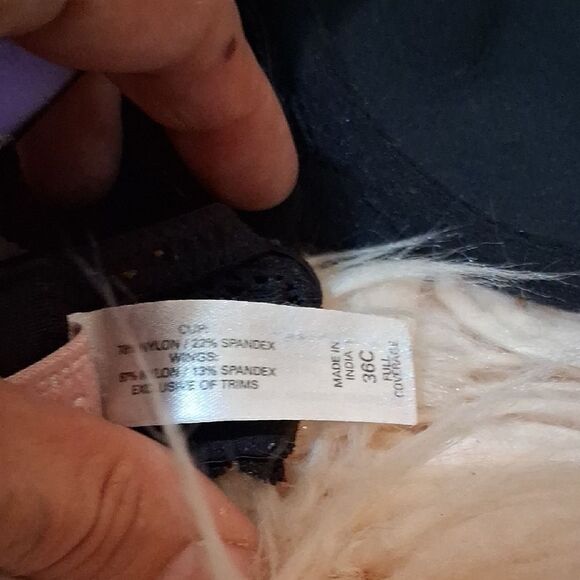 CUP:
78% NYLON / 22% SPANDEX
WINGS:
87% NYLON / 13% SPANDEX
EXCLUSIVE OF TRIMS
MADE IN
INDIA
36C
FULL
COVERAGE